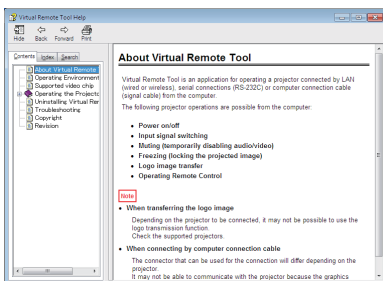 Virtual Remote Tool Help
Hide Back Forward Print
Contents Index Search
About Virtual Remote
Operating Environment
Supported video chip
Operating the Projecto
Uninstalling Virtual Rer
Troubleshooting
Copyright
Revision
About Virtual Remote Tool
Virtual Remote Tool is an application for operating a projector connected by LAN
(wired or wireless), serial connections (RS-232C) or computer connection cable
(signal cable) from the computer.
The following projector operations are possible from the computer:
• Power on/off
• Input signal switching
• Muting (temporarily disabling audio/video)
• Freezing (locking the projected image)
• Logo image transfer
• Operating Remote Control
Note
• When transferring the logo image
Depending on the projector to be connected, it may not be possible to use the
logo transmission function.
Check the supported projectors.
• When connecting by computer connection cable
The connector that can be used for the connection will differ depending on the
projector.
It may not be able to communicate with the projector because the graphics